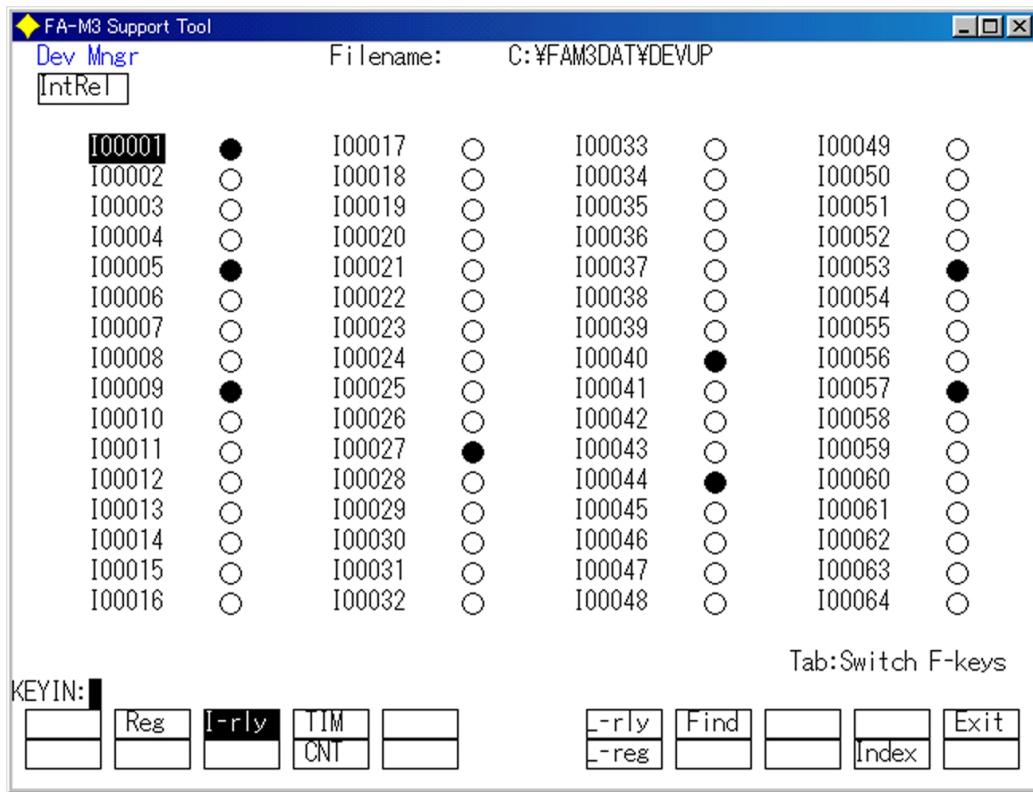 FA-M3 Support Tool
Dev Mngr Filename: C:¥FAM3DAT¥DEVUP
IntRel
I00001 I00017 I00033 I00049
I00002 I00018 I00034 I00050
I00003 I00019 I00035 I00051
I00004 I00020 I00036 I00052
I00005 I00021 I00037 I00053
I00006 I00022 I00038 I00054
I00007 I00023 I00039 I00055
I00008 I00024 I00040 I00056
I00009 I00025 I00041 I00057
I00010 I00026 I00042 I00058
I00011 I00027 I00043 I00059
I00012 I00028 I00044 I00060
I00013 I00029 I00045 I00061
I00014 I00030 I00046 I00062
I00015 I00031 I00047 I00063
I00016 I00032 I00048 I00064
Tab:Switch F-keys
KEYIN:
Reg I-rly TIM L-rly Find Exit
CNT L-reg Index